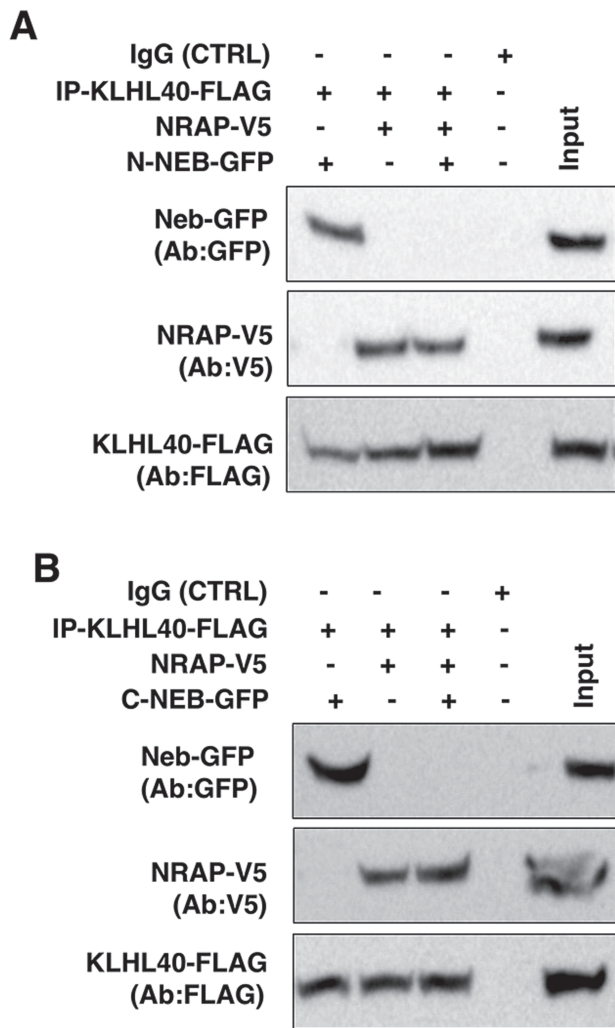 A
IgG (CTRL) - - - +
IP-KLHL40-FLAG + + + -
NRAP-V5 - + + -
N-NEB-GFP + - + -
Input
Neb-GFP
(Ab:GFP)
NRAP-V5
(Ab:V5)
KLHL40-FLAG
(Ab:FLAG)
B
IgG (CTRL) - - - +
IP-KLHL40-FLAG + + + -
NRAP-V5 - + + -
C-NEB-GFP + - + -
Input
Neb-GFP
(Ab:GFP)
NRAP-V5
(Ab:V5)
KLHL40-FLAG
(Ab:FLAG)